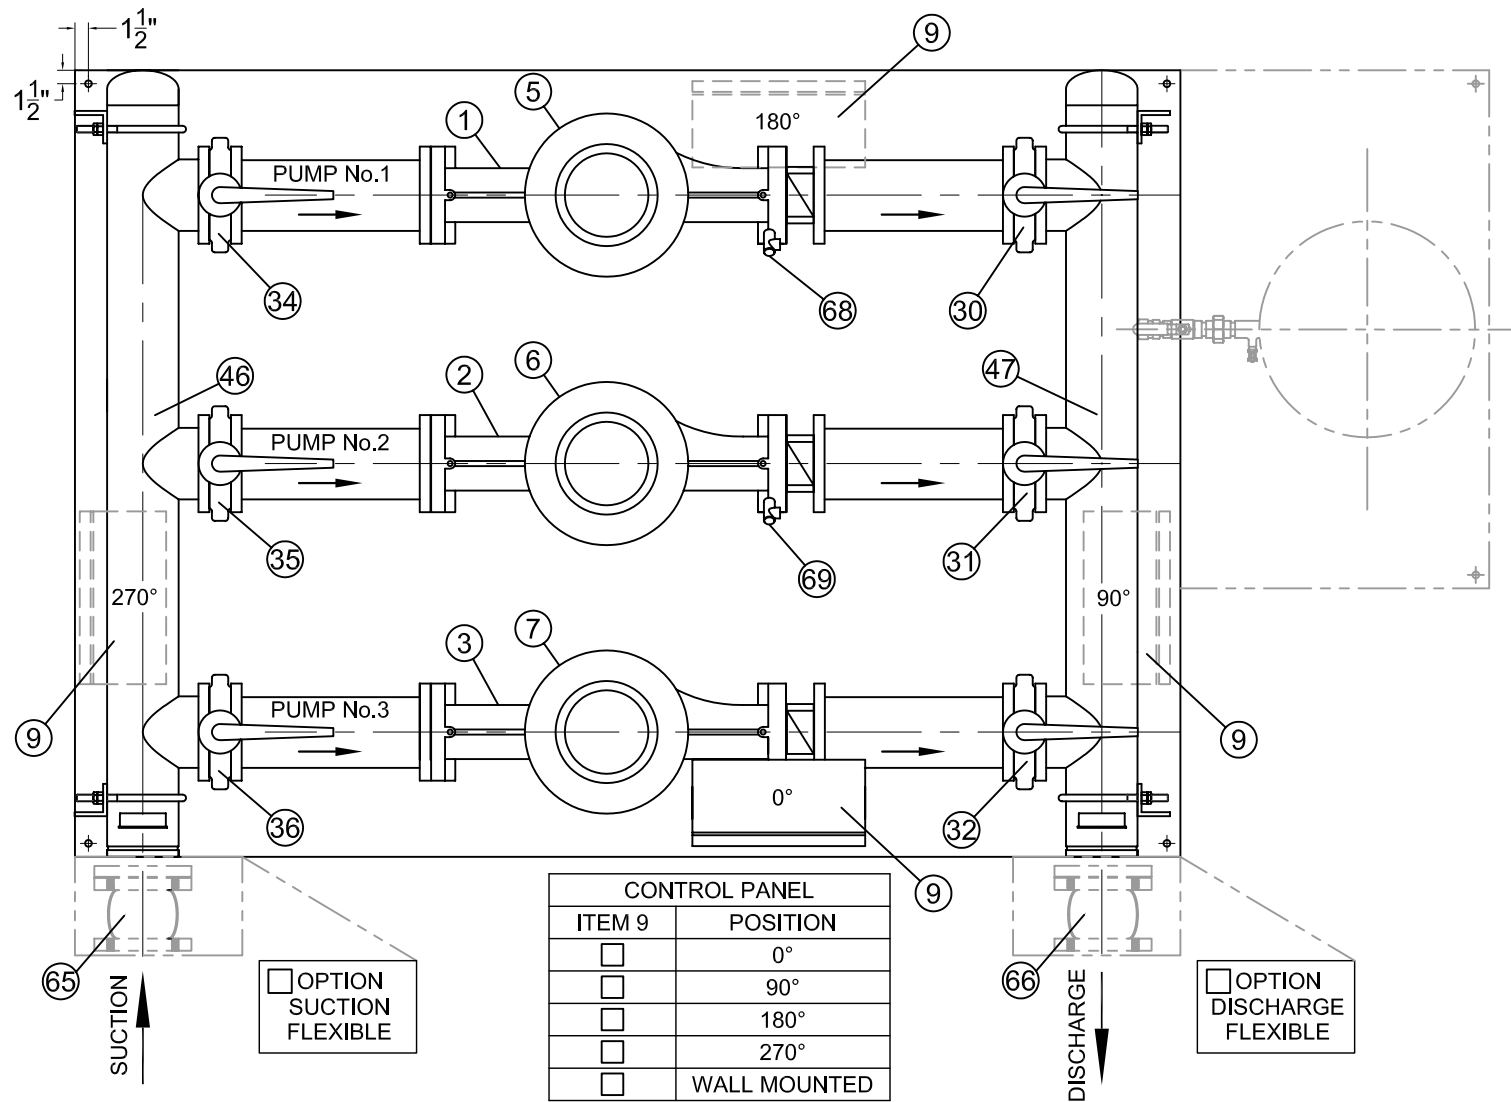 1 1/2"
1 1/2"
9
5
1
180°
PUMP No.1
34
68
30
6
2
46
47
PUMP No.2
35
69
31
270°
90°
7
3
PUMP No.3
9
9
0°
36
32
9
CONTROL PANEL
ITEM 9 POSITION
0°
90°
180°
270°
WALL MOUNTED
65
SUCTION
OPTION
SUCTION
FLEXIBLE
66
DISCHARGE
OPTION
DISCHARGE
FLEXIBLE